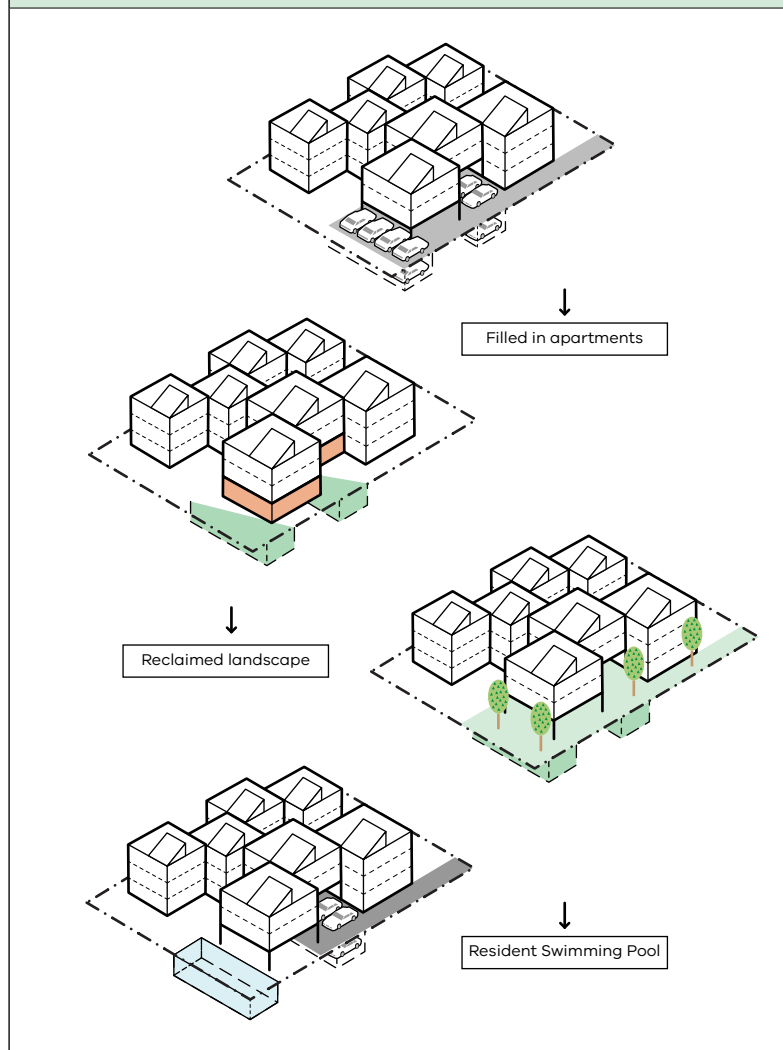 Filled in apartments
Reclaimed landscape
Resident Swimming Pool